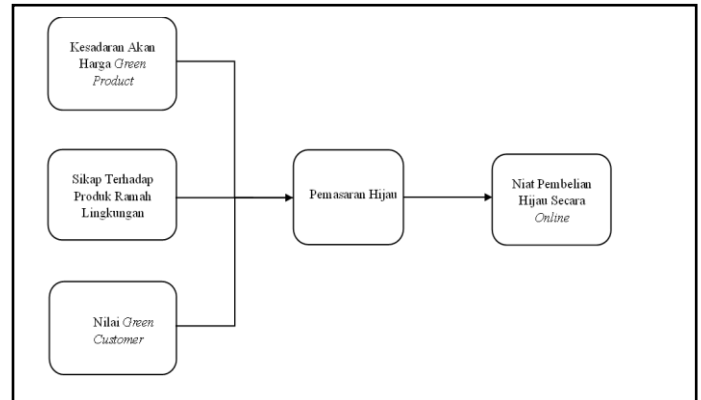 Kesadaran Akan
Harga Green
Product
Sikap Terhadap
Produk Ramah
Lingkungan
Pemasaran Hijau
Niat Pembelian
Hijau Secara
Online
Nilai Green
Customer